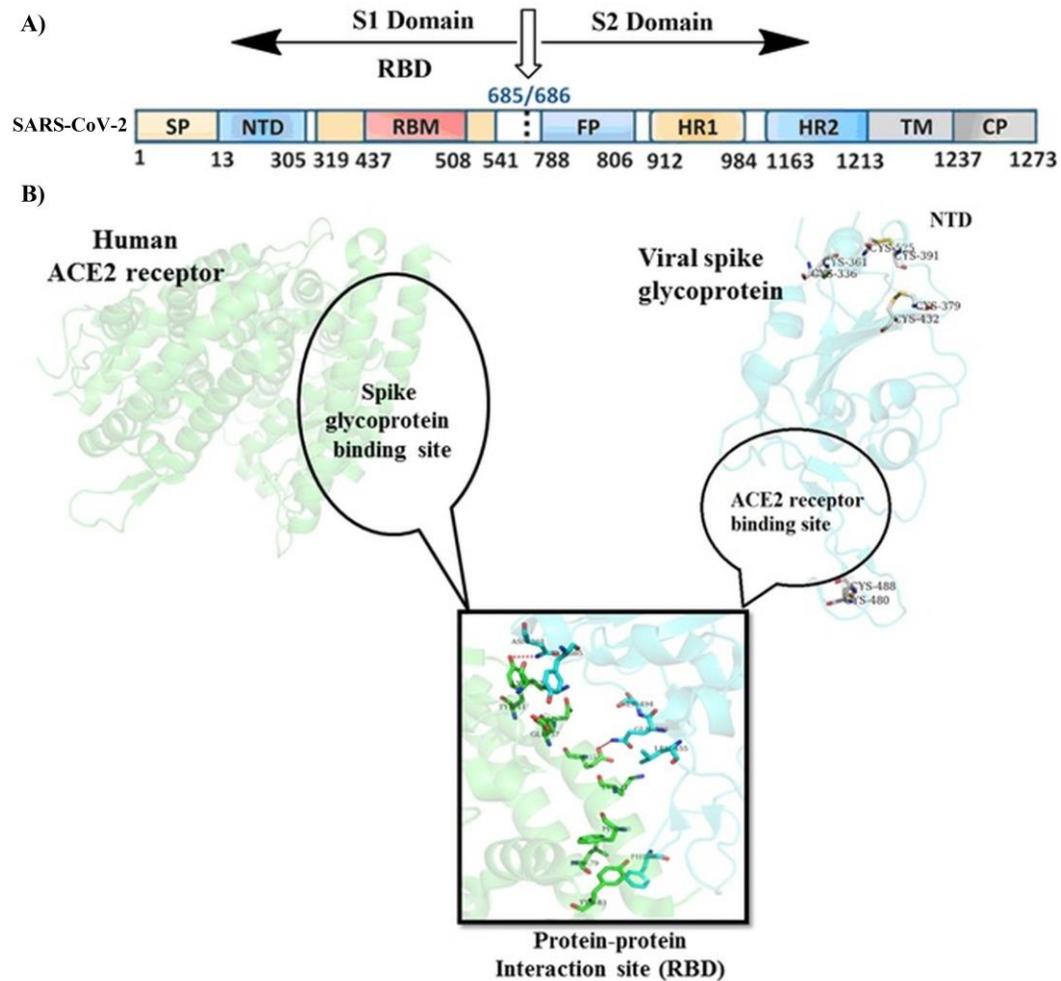 A)
S1 Domain
S2 Domain
RBD
685/686
SARS-CoV-2
SP NTD RBM FP HR1 HR2 TM CP
1 13 305 319 437 508 541 788 806 912 984 1163 1213 1237 1273
B)
Human
ACE2 receptor
Viral spike
glycoprotein
NTD
CYS-525
CYS-361
CYS-391
CYS-336
CYS-379
CYS-432
Spike
glycoprotein
binding site
ACE2 receptor
binding site
CYS-488
YS-480
Protein-protein
Interaction site (RBD)